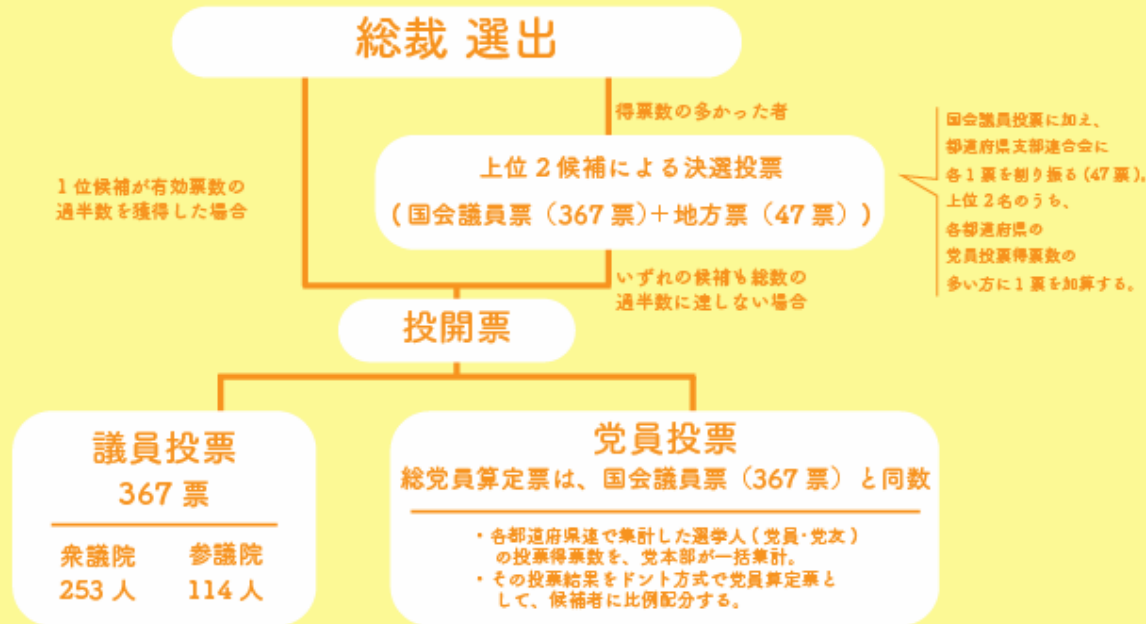 総裁 選出
得票数の多かった者
1位候補が有効票数の
過半数を獲得した場合
上位2候補による決選投票
(国会議員票（367票）＋地方票（47票）)
国会議員投票に加え、
都道府県支部連合会に
各1票を割り振る(47票)。
上位2名のうち、
各都道府県の
党員投票得票数の
多い方に1票を加算する。
いずれの候補も総数の
過半数に達しない場合
投開票
議員投票
367票
衆議院 参議院
253人 114人
党員投票
総党員算定票は、国会議員票（367票）と同数
・各都道府県連で集計した選挙人(党員･党友)
の投票得票数を、党本部が一括集計。
・その投票結果をドント方式で党員算定票と
して、候補者に比例配分する。